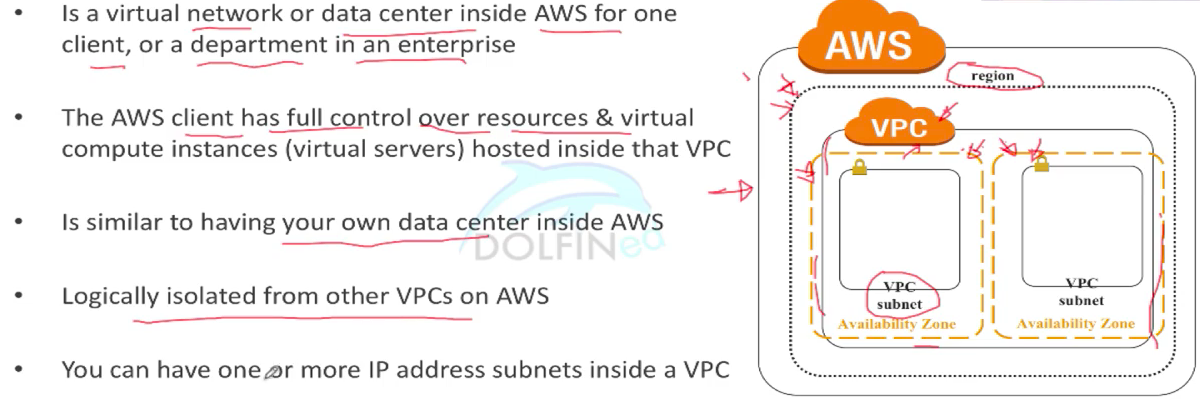 • Is a virtual network or data center inside AWS for one
client, or a department in an enterprise
• The AWS client has full control over resources & virtual
compute instances (virtual servers) hosted inside that VPC
• Is similar to having your own data center inside AWS
DOLFINed
• Logically isolated from other VPCs on AWS
• You can have one or more IP address subnets inside a VPC
AWS
region
VPC
VPC
subnet
Availability Zone
VPC
subnet
Availability Zone